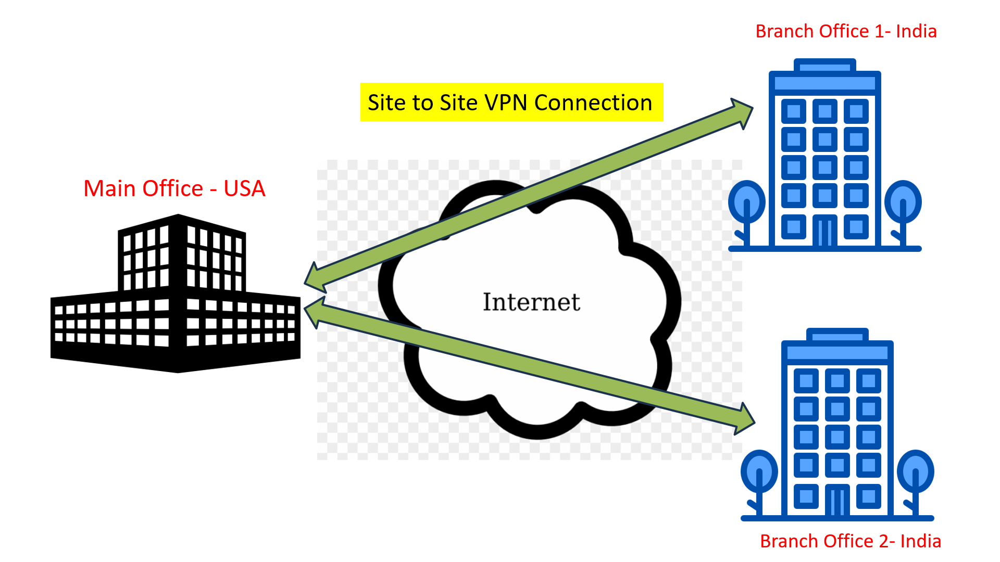 Branch Office 1- India
Site to Site VPN Connection
Main Office - USA
Internet
Branch Office 2- India